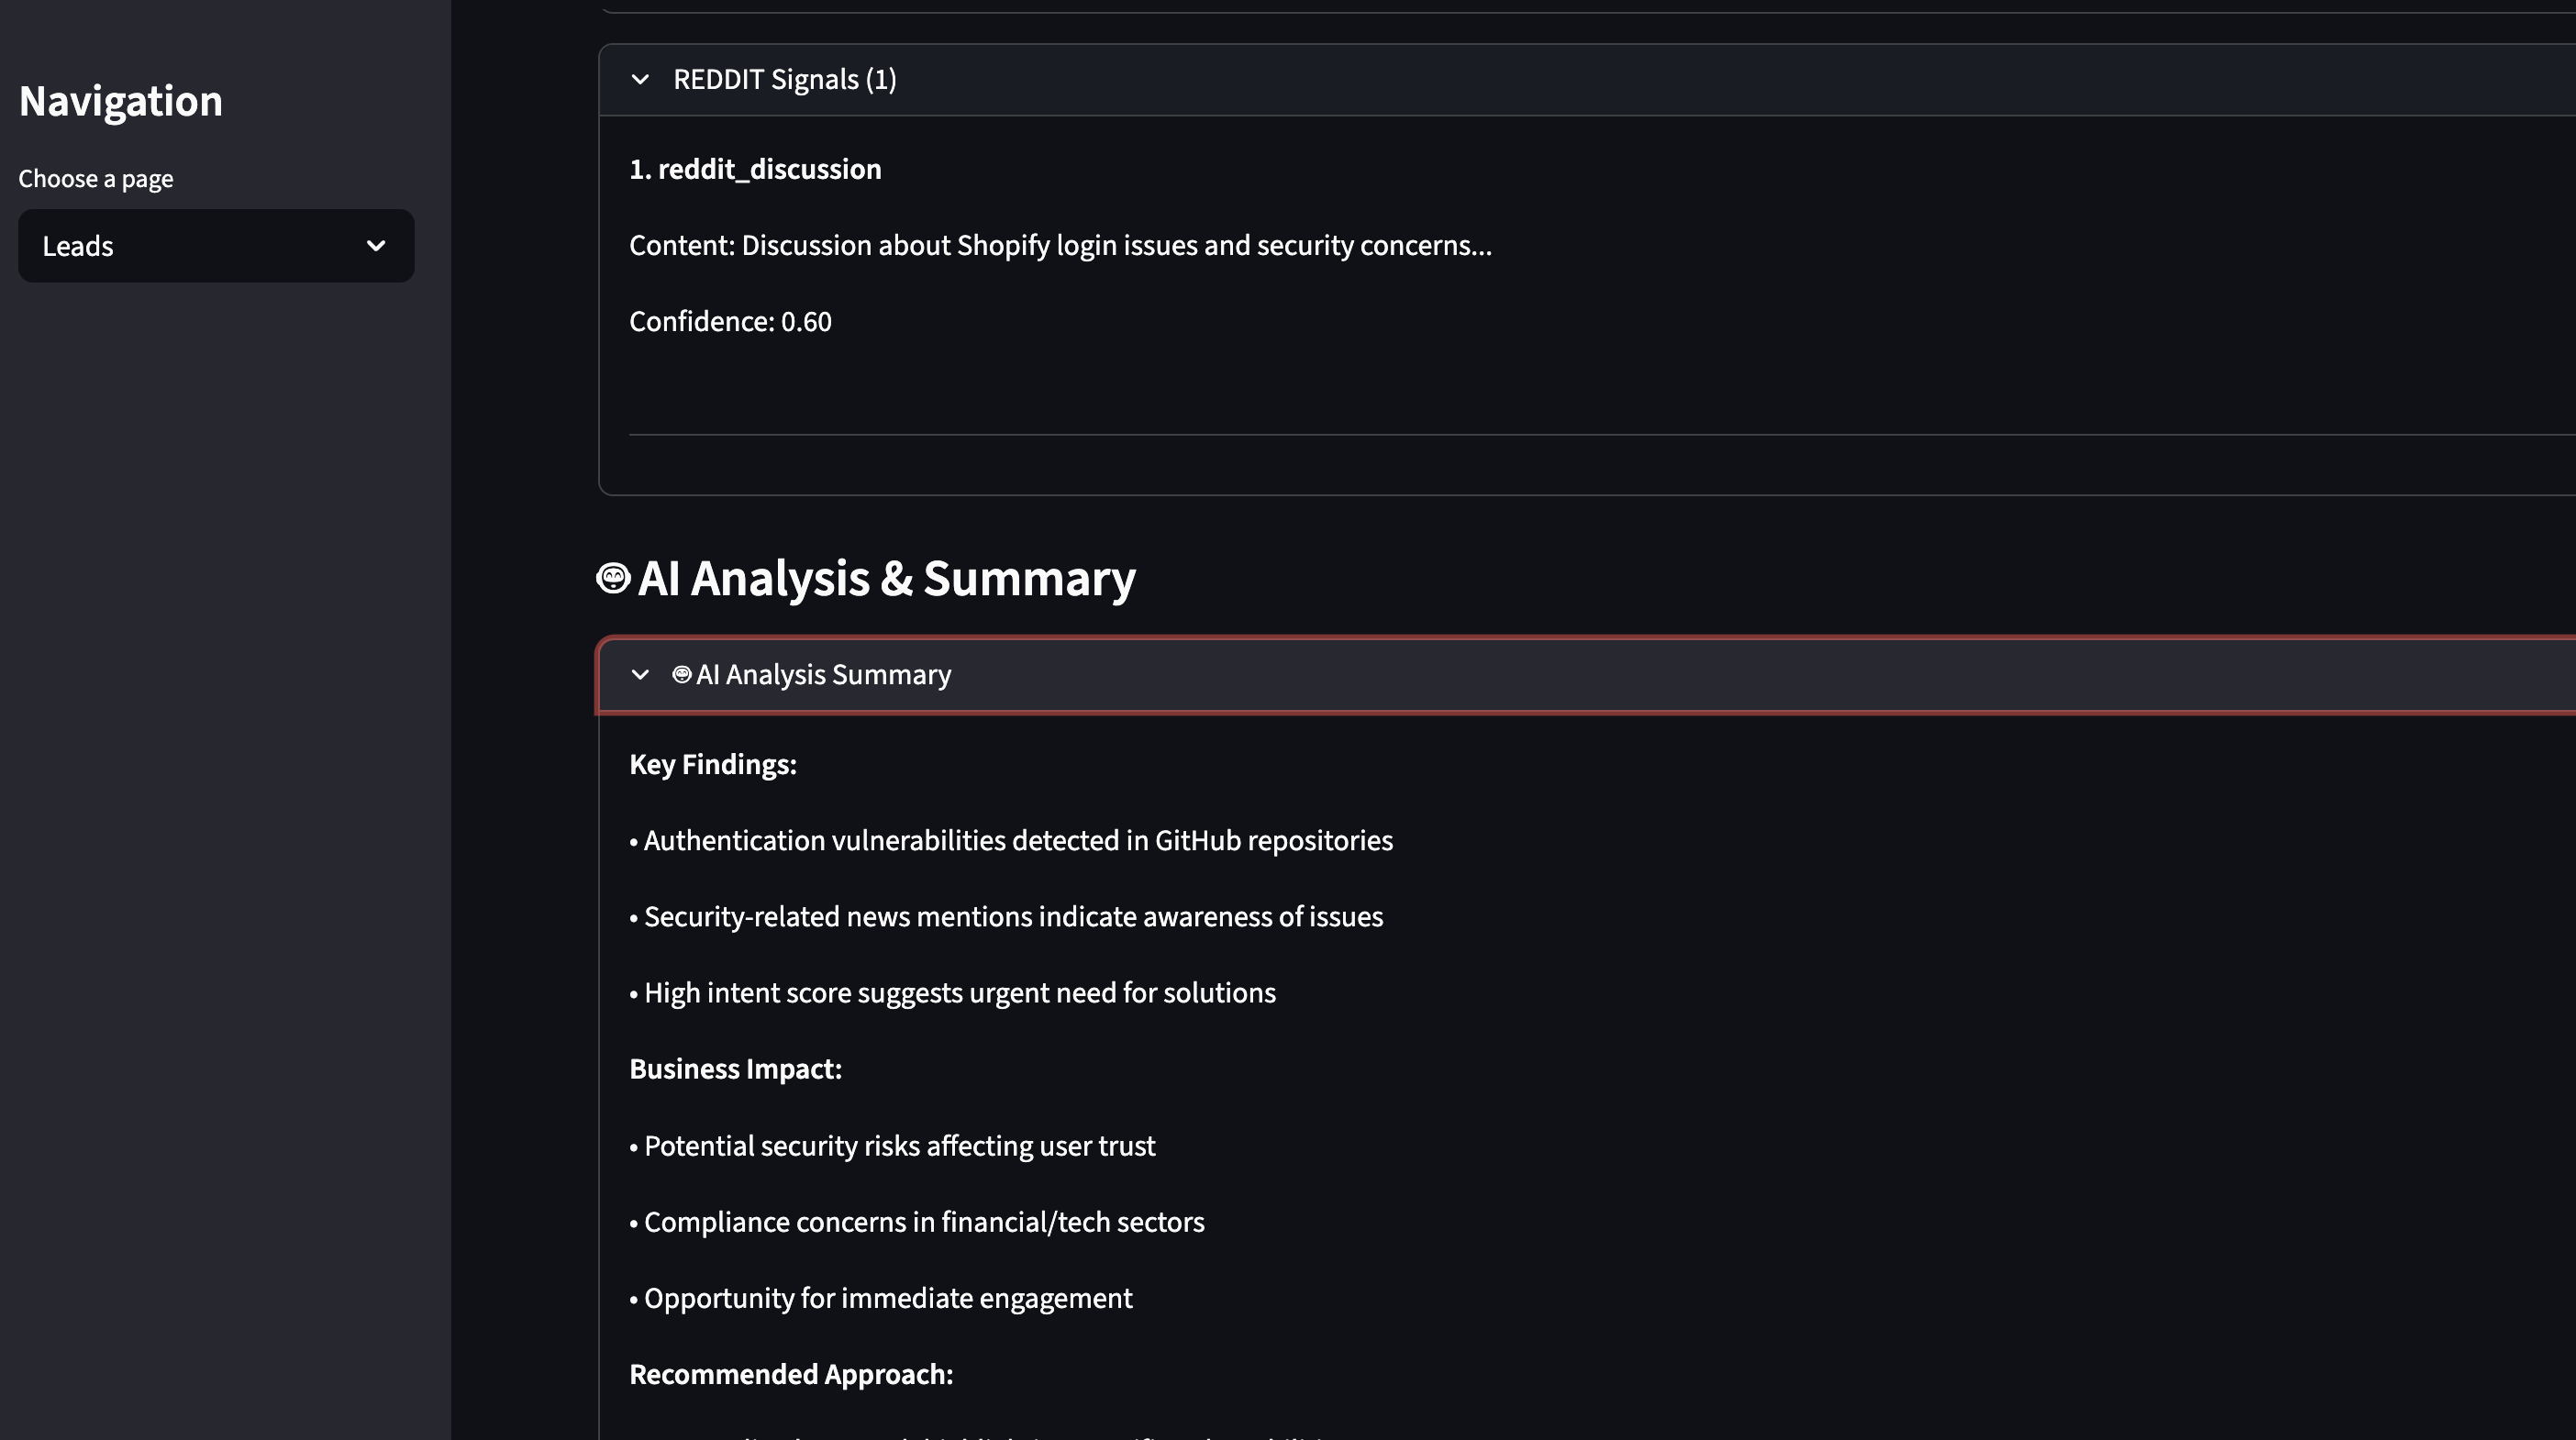 Navigation
Choose a page
Leads
REDDIT Signals (1)
1. reddit_discussion
Content: Discussion about Shopify login issues and security concerns...
Confidence: 0.60
AI Analysis & Summary
AI Analysis Summary
Key Findings:
• Authentication vulnerabilities detected in GitHub repositories
• Security-related news mentions indicate awareness of issues
• High intent score suggests urgent need for solutions
Business Impact:
• Potential security risks affecting user trust
• Compliance concerns in financial/tech sectors
• Opportunity for immediate engagement
Recommended Approach: